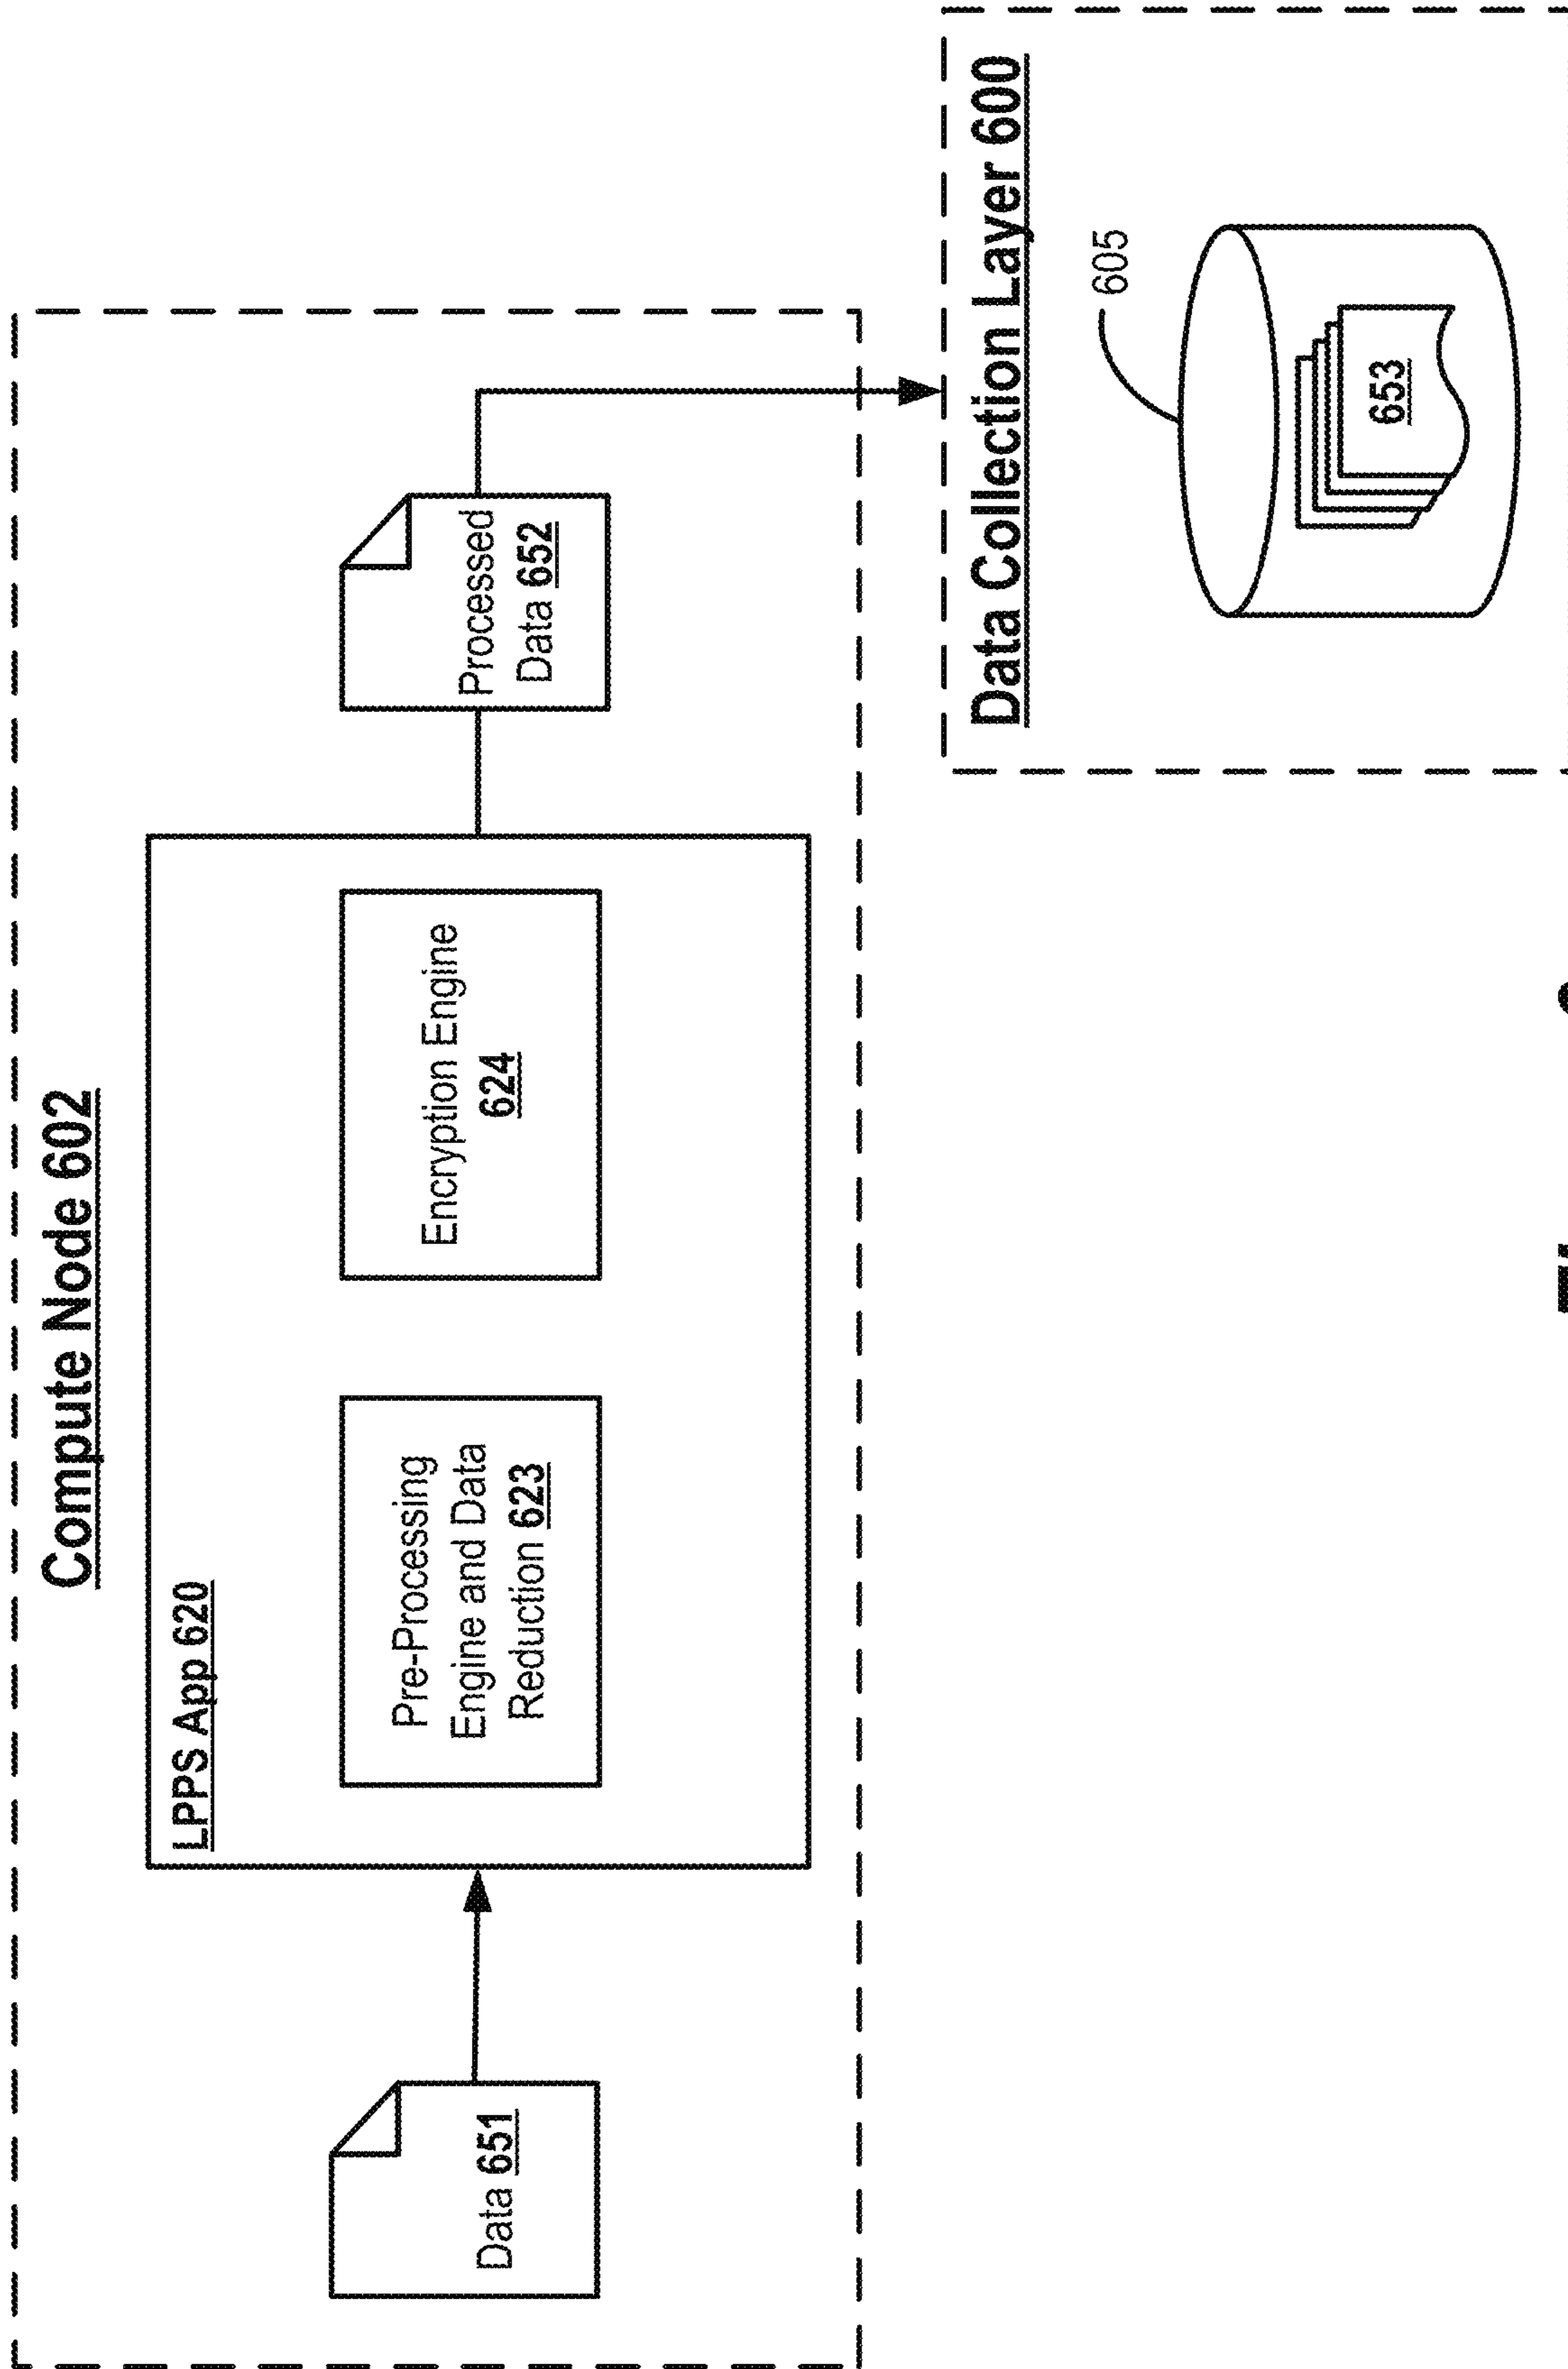 Compute Node 602
LPPS App 620
Data 651
Pre-Processing
Engine and Data
Reduction 623
Encryption Engine
624
Processed
Data 652
Data Collection Layer 600
605
653